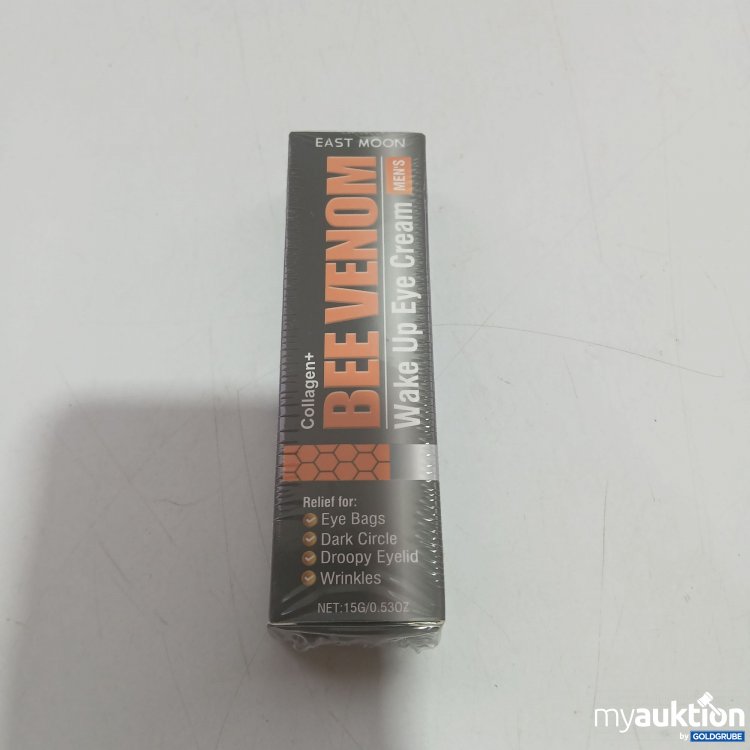 EAST MOON
Collagen+
BEE VENOM
Wake Up Eye Cream MEN'S
Relief for:
Eye Bags
Dark Circle
Droopy Eyelid
Wrinkles
NET:15G/0.53OZ
myauktion
by GOLDGRUBE